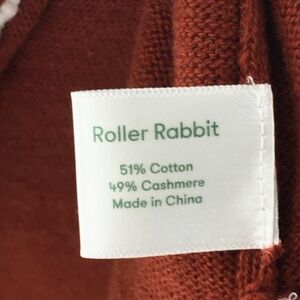 Roller Rabbit
51% Cotton
49% Cashmere
Made in China